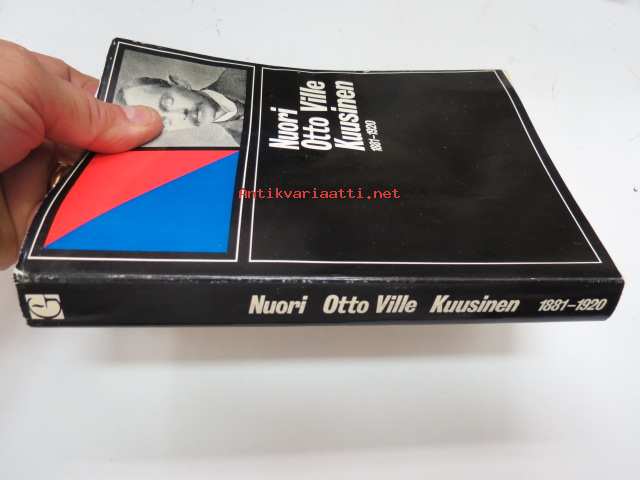 Nuori
Otto Ville
Kuusinen
1881–1920
Antikvariaatti.net
Nuori Otto Ville Kuusinen 1881–1920